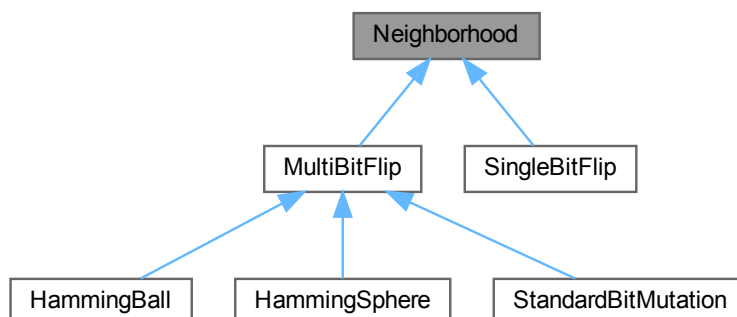 Neighborhood
MultiBitFlip
SingleBitFlip
HammingBall
HammingSphere
StandardBitMutation